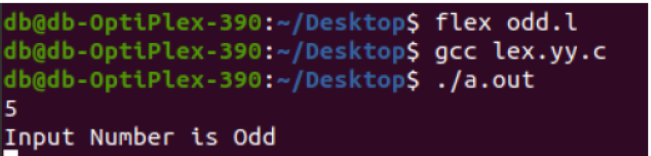 db@db-OptiPlex-390:~/Desktop$ flex odd.l
db@db-OptiPlex-390:~/Desktop$ gcc lex.yy.c
db@db-OptiPlex-390:~/Desktop$ ./a.out
5
Input Number is Odd